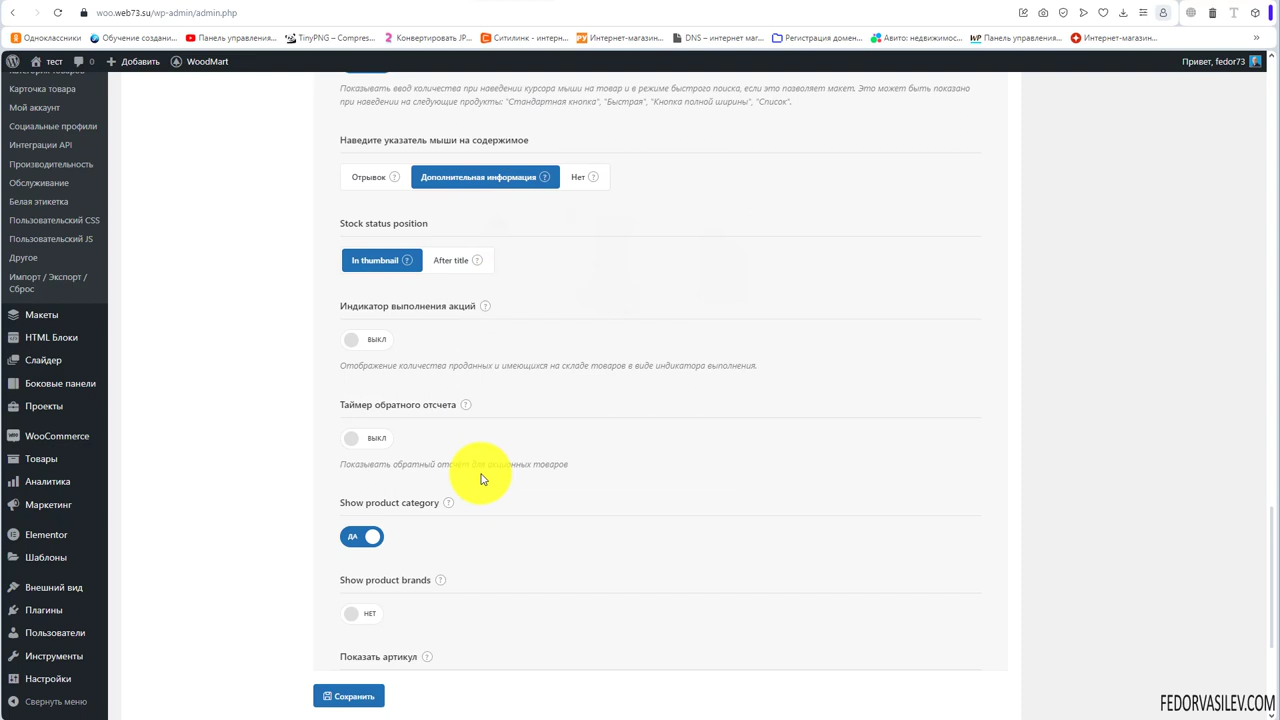 woo.web73.su/wp-admin/admin.php
Одноклассники
Обучение создани...
Панель управления...
TinyPNG – Compres...
Конвертировать JP...
Ситилинк - интерн...
Интернет-магазин...
DNS – интернет маг...
Регистрация домен...
Авито: недвижимос...
Панель управления...
Интернет-магазин...
тест
0
Добавить
WoodMart
Привет, fedor73
Категория товаров
Карточка товара
Мой аккаунт
Социальные профили
Интеграции API
Производительность
Обслуживание
Белая этикетка
Пользовательский CSS
Пользовательский JS
Другое
Импорт / Экспорт /
Сброс
Макеты
HTML Блоки
Слайдер
Боковые панели
Проекты
WooCommerce
Товары
Аналитика
Маркетинг
Elementor
Шаблоны
Внешний вид
Плагины
Пользователи
Инструменты
Настройки
Свернуть меню
Показывать ввод количества при наведении курсора мыши на товар и в режиме быстрого поиска, если это позволяет макет. Это может быть показано
при наведении на следующие продукты: "Стандартная кнопка", "Быстрая", "Кнопка полной ширины", "Список".
Наведите указатель мыши на содержимое
Отрывок ?
Дополнительная информация ?
Нет ?
Stock status position
In thumbnail ?
After title ?
Индикатор выполнения акций ?
ВЫКЛ
Отображение количества проданных и имеющихся на складе товаров в виде индикатора выполнения.
Таймер обратного отсчета ?
ВЫКЛ
Показывать обратный отсчет для акционных товаров
Show product category ?
ДА
Show product brands ?
НЕТ
Показать артикул ?
Сохранить
FEDORVASILEV.COM